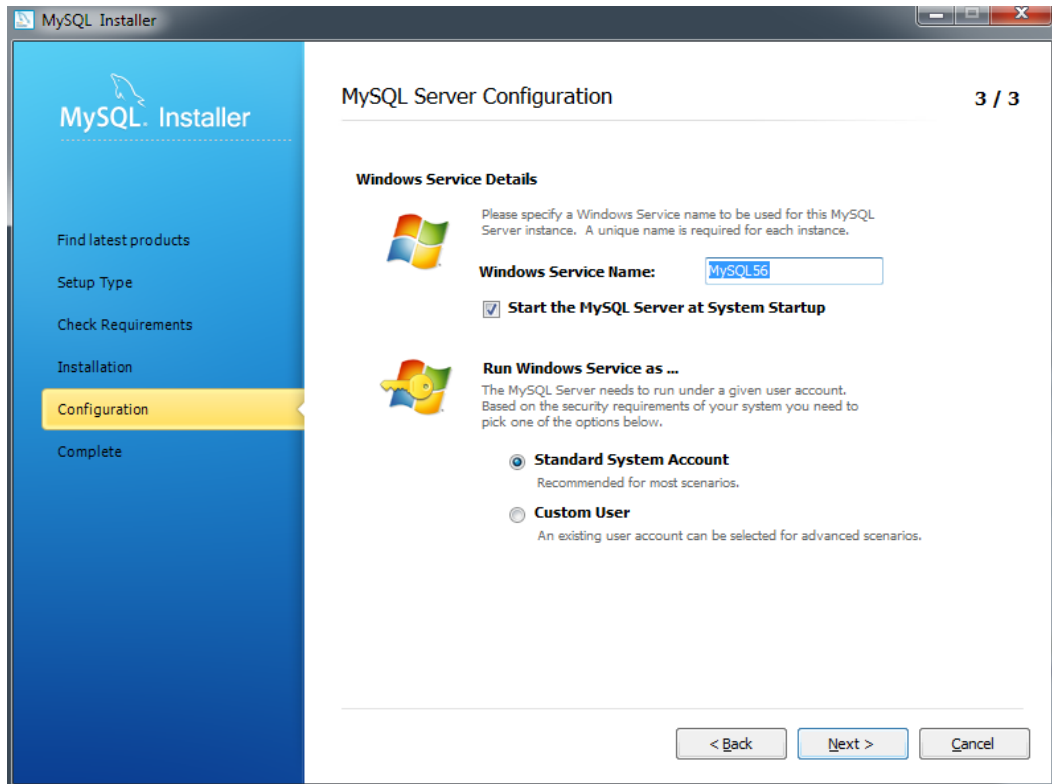 MySQL Installer
MySQL. Installer
Find latest products
Setup Type
Check Requirements
Installation
Configuration
Complete
MySQL Server Configuration
3 / 3
Windows Service Details
Please specify a Windows Service name to be used for this MySQL
Server instance. A unique name is required for each instance.
Windows Service Name: MySQL56
Start the MySQL Server at System Startup
Run Windows Service as ...
The MySQL Server needs to run under a given user account.
Based on the security requirements of your system you need to
pick one of the options below.
Standard System Account
Recommended for most scenarios.
Custom User
An existing user account can be selected for advanced scenarios.
< Back Next > Cancel